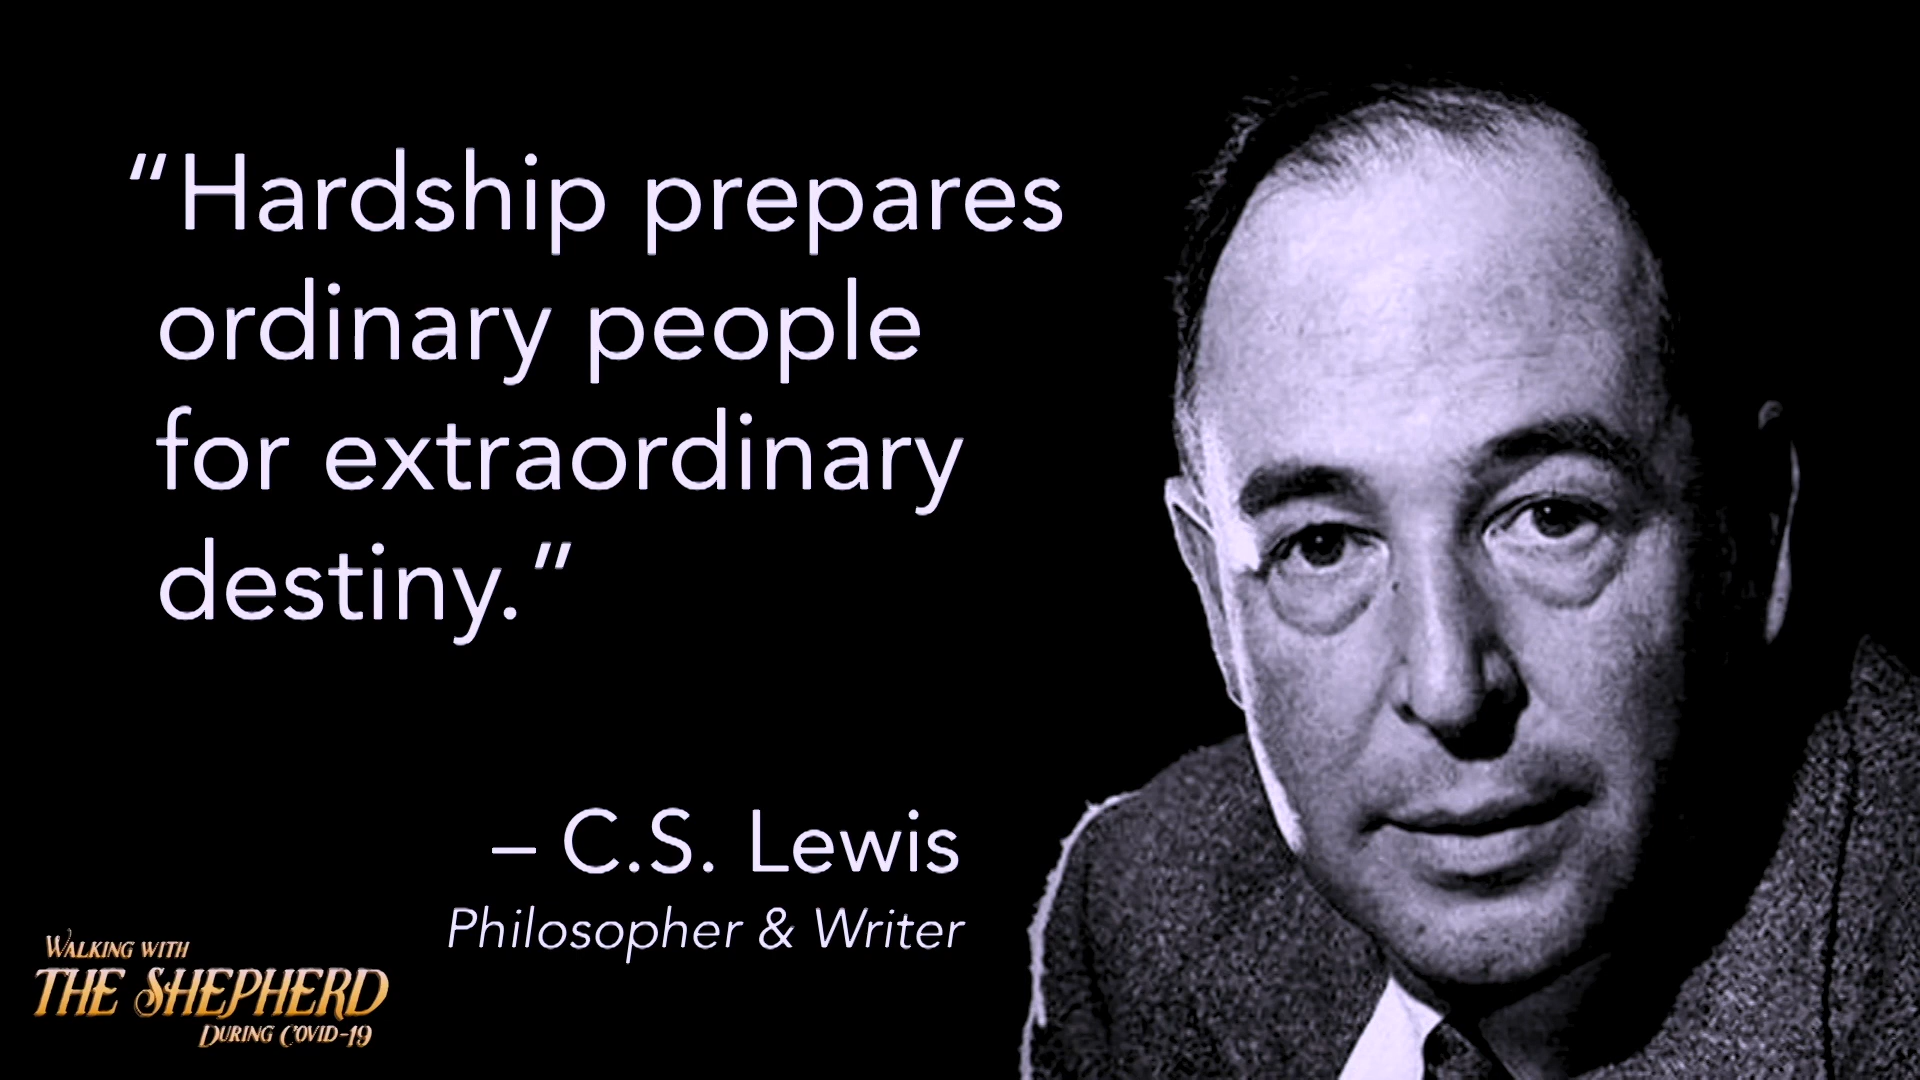 “Hardship prepares
ordinary people
for extraordinary
destiny.”
– C.S. Lewis
Philosopher & Writer
WALKING WITH
THE SHEPHERD
DURING COVID-19